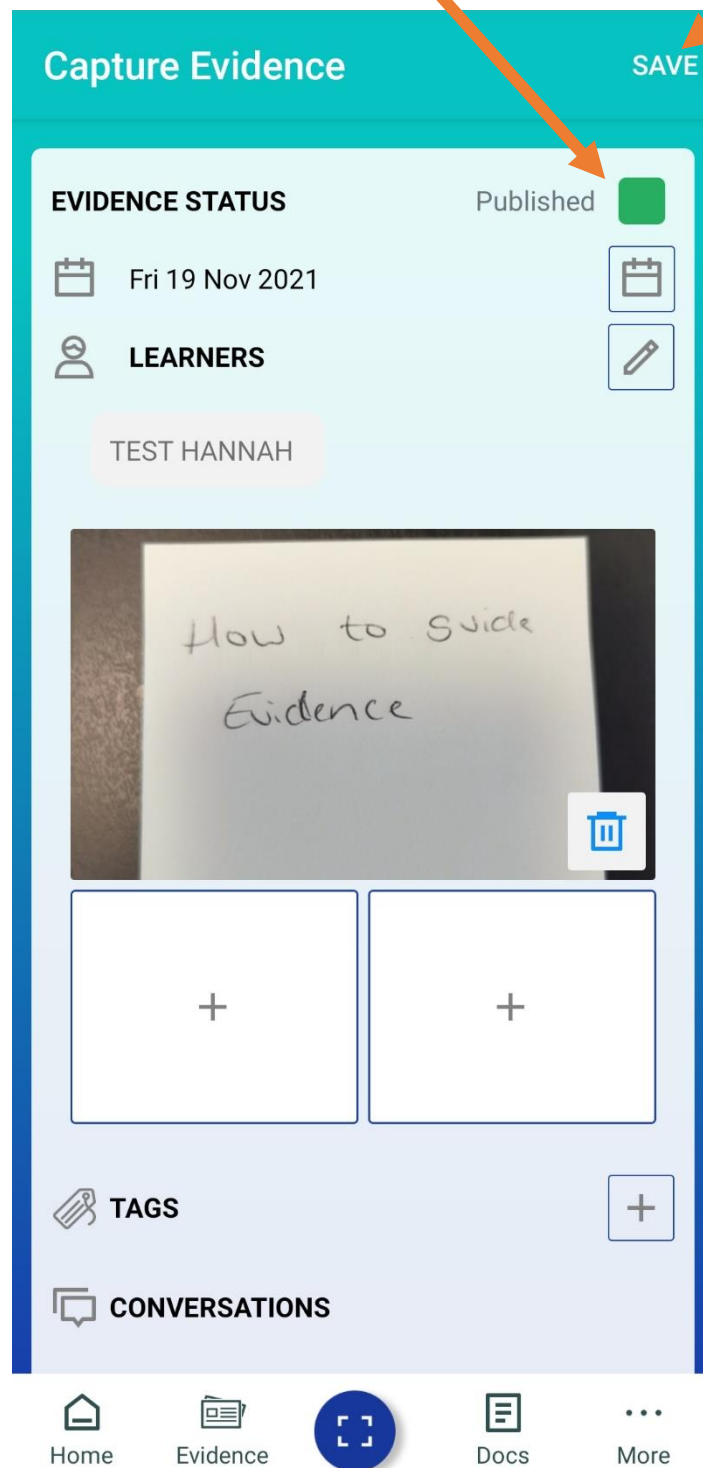 Capture Evidence
SAVE
EVIDENCE STATUS
Published
Fri 19 Nov 2021
LEARNERS
TEST HANNAH
How to Guide
Evidence
TAGS
CONVERSATIONS
Home
Evidence
Docs
More